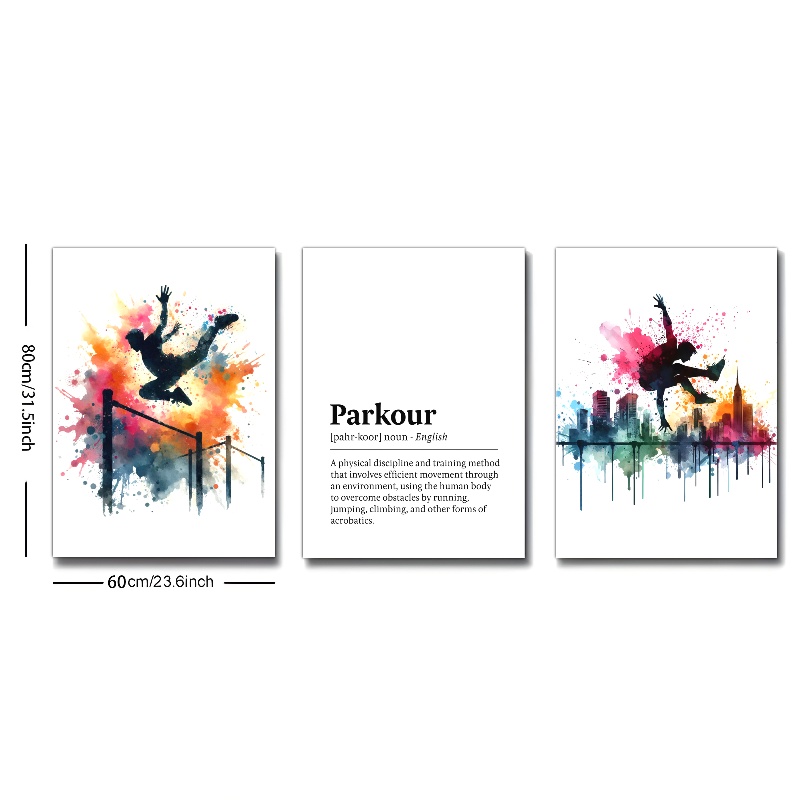 80cm/31.5inch
Parkour
[pahr-koor] noun - English
A physical discipline and training method
that involves efficient movement through
an environment, using the human body
to overcome obstacles by running,
jumping, climbing, and other forms of
acrobatics.
60cm/23.6inch